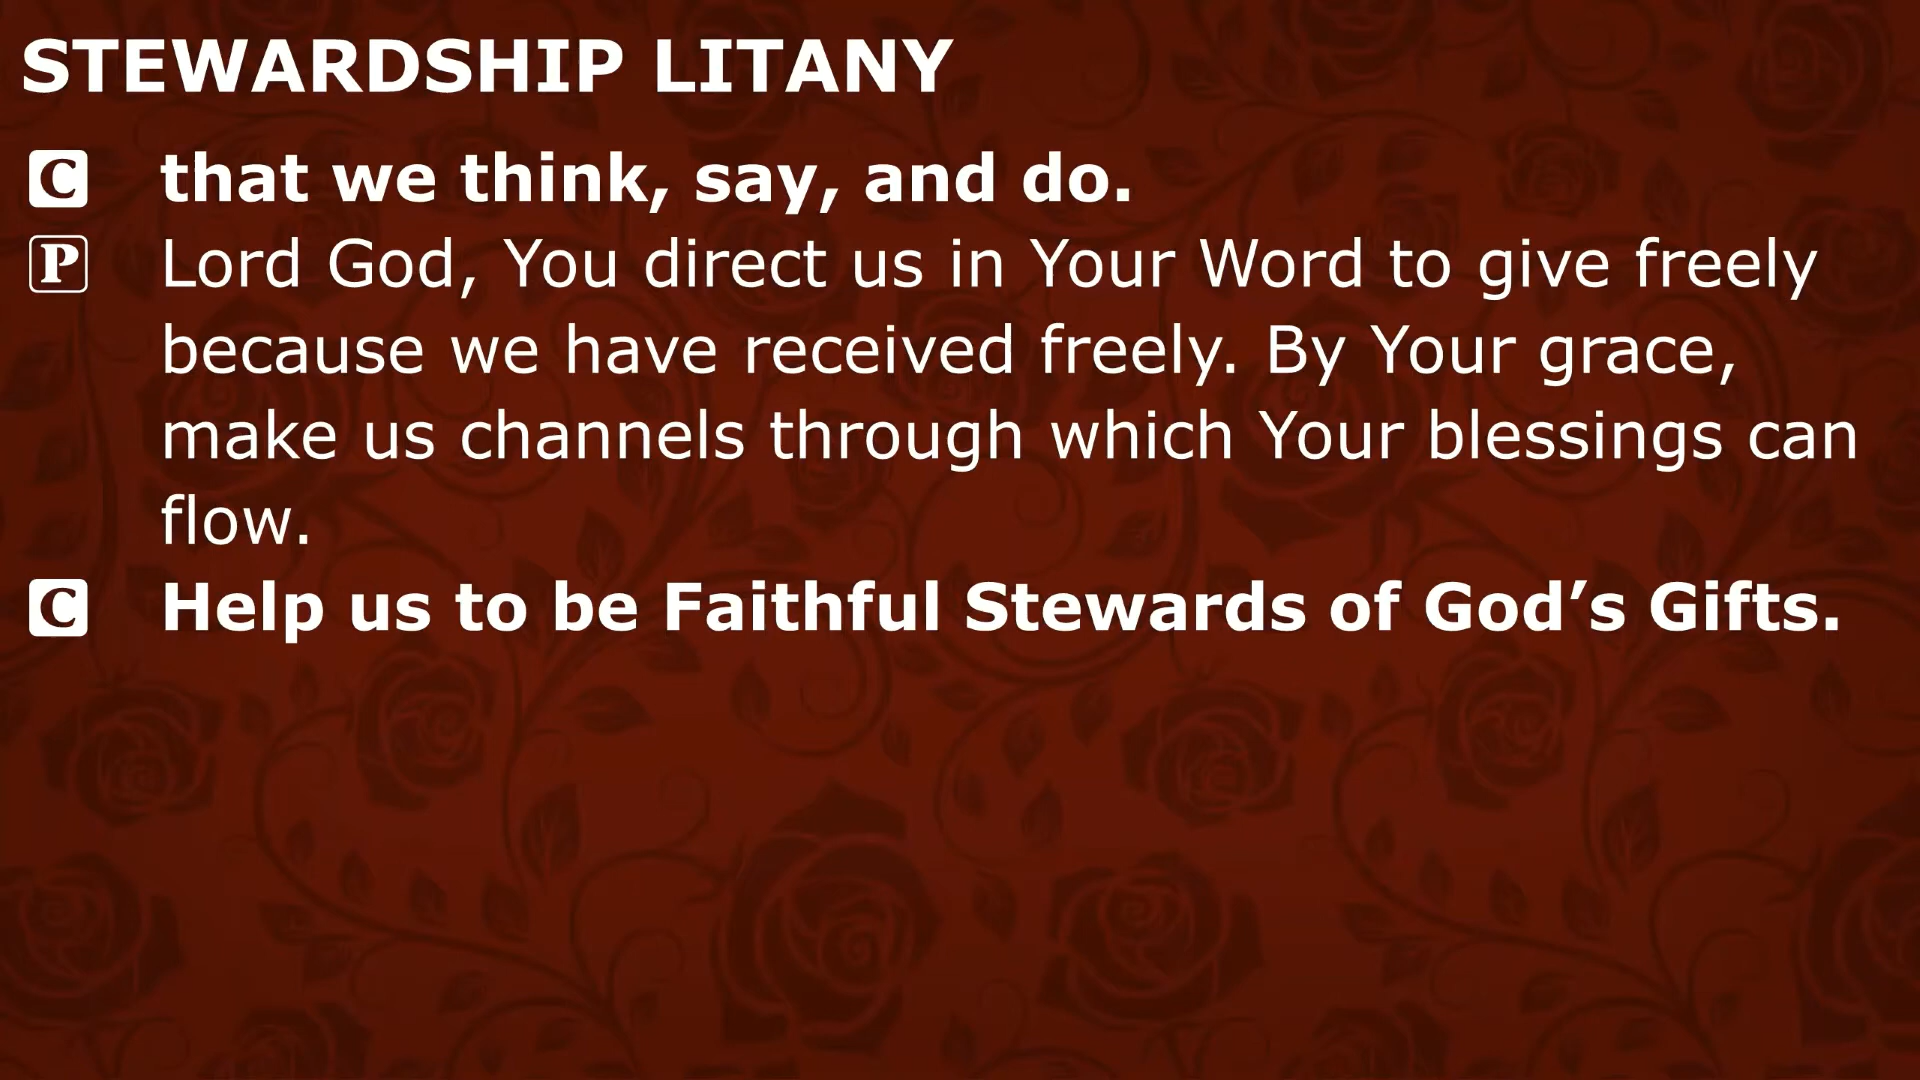 STEWARDSHIP LITANY
C that we think, say, and do.
P Lord God, You direct us in Your Word to give freely
because we have received freely. By Your grace,
make us channels through which Your blessings can
flow.
C Help us to be Faithful Stewards of God’s Gifts.